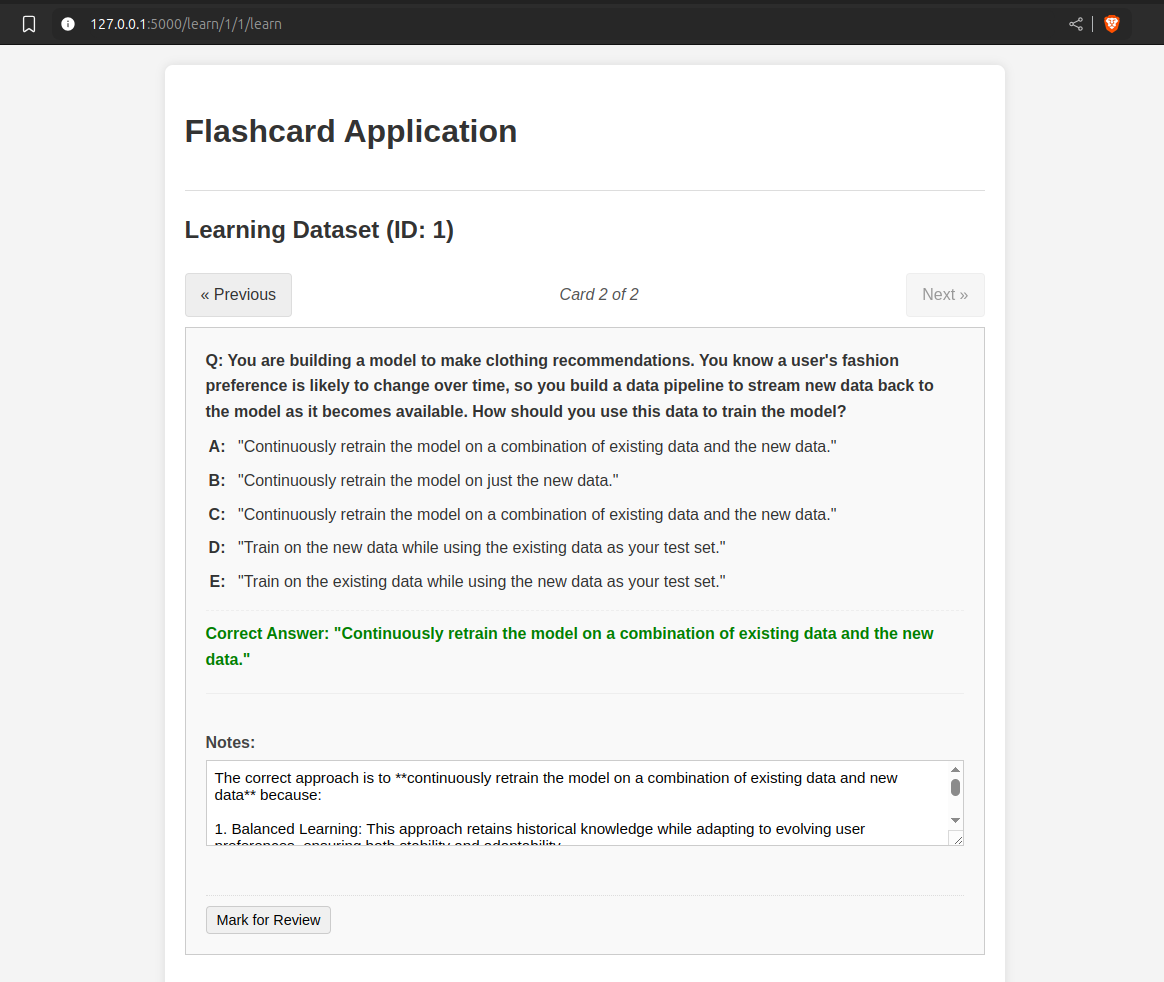 127.0.0.1:5000/learn/1/1/learn
Flashcard Application
Learning Dataset (ID: 1)
« Previous
Card 2 of 2
Next »
Q: You are building a model to make clothing recommendations. You know a user's fashion
preference is likely to change over time, so you build a data pipeline to stream new data back to
the model as it becomes available. How should you use this data to train the model?
A: "Continuously retrain the model on a combination of existing data and the new data."
B: "Continuously retrain the model on just the new data."
C: "Continuously retrain the model on a combination of existing data and the new data."
D: "Train on the new data while using the existing data as your test set."
E: "Train on the existing data while using the new data as your test set."
Correct Answer: "Continuously retrain the model on a combination of existing data and the new
data."
Notes:
The correct approach is to **continuously retrain the model on a combination of existing data and new
data** because:
1. Balanced Learning: This approach retains historical knowledge while adapting to evolving user
preferences, ensuring both stability and adaptability.
Mark for Review